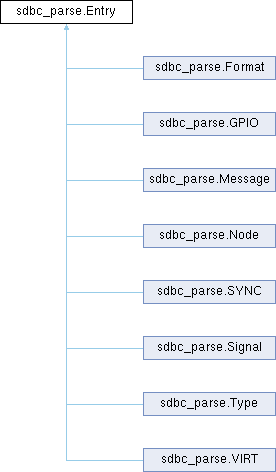 sdbc_parse.Entry
sdbc_parse.Format
sdbc_parse.GPIO
sdbc_parse.Message
sdbc_parse.Node
sdbc_parse.SYNC
sdbc_parse.Signal
sdbc_parse.Type
sdbc_parse.VIRT